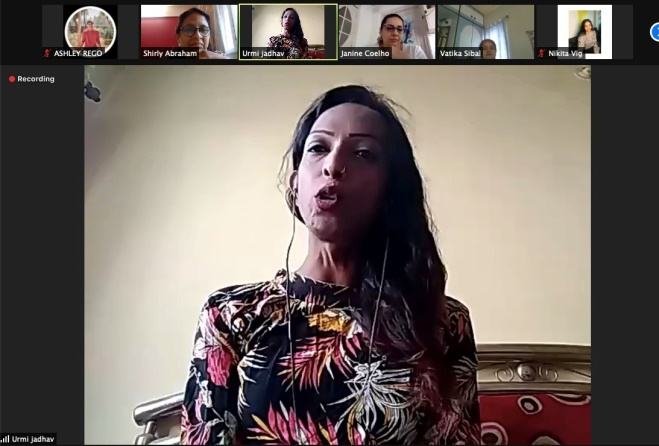 ASHLEY REGO
Shirly Abraham
Urmi Jadhav
Janine Coelho
Vatika Sibal
Nikita Vig
Recording
Urmi Jadhav